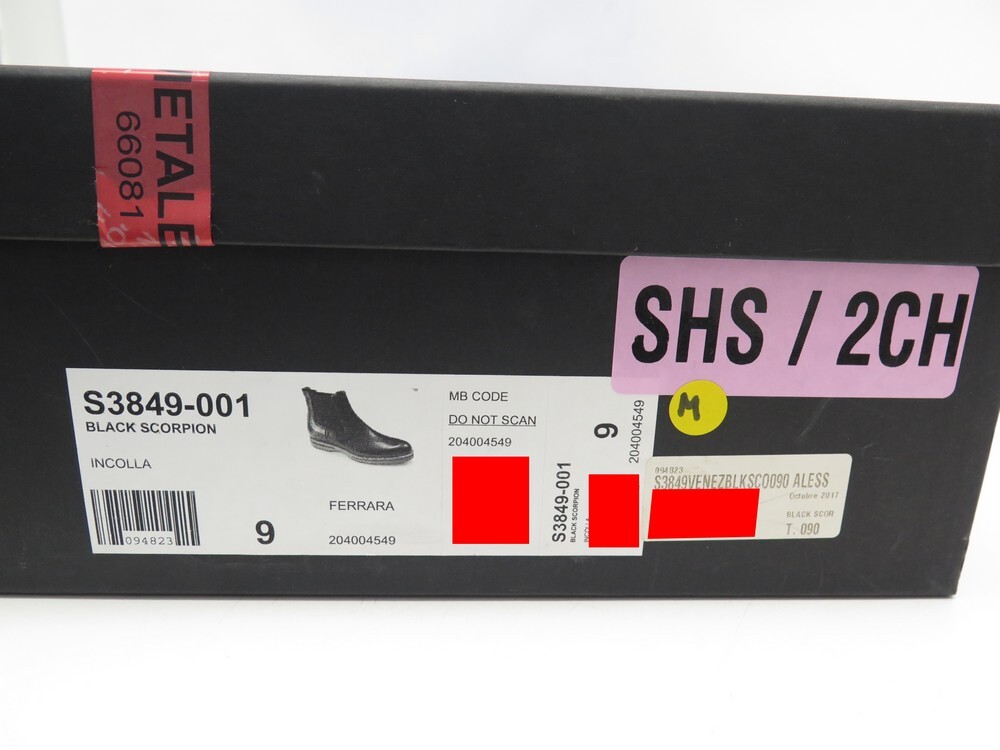 ETALE
66081
SHS / 2CH
M
S3849-001
BLACK SCORPION
INCOLLA
094823
9
FERRARA
204004549
MB CODE
DO NOT SCAN
204004549
S3849-001
BLACK SCORPION
9
204004549
094823
S3849VENEZBLKSCO090 ALESS
Octobre 2017
BLACK SCOR
T. 090